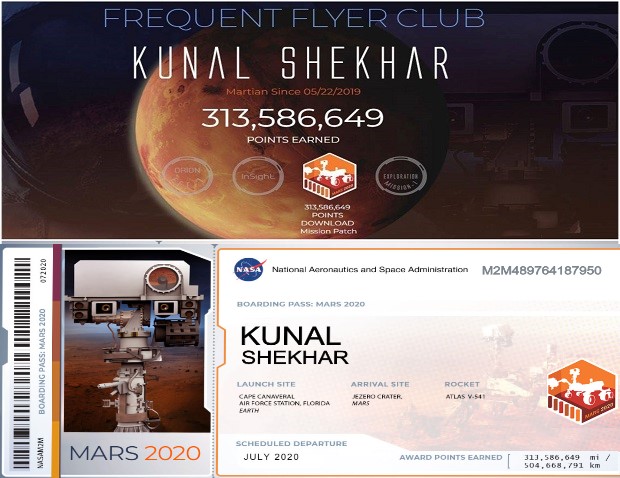 FREQUENT FLYER CLUB
KUNAL SHEKHAR
Martian Since 05/22/2019
313,586,649
POINTS EARNED
ORION
InSight
MARS 2020
EXPLORATION
MISSION-1
313,586,649
POINTS
DOWNLOAD
Mission Patch
NASAM2M
BOARDING PASS: MARS 2020
072020
MARS 2020
NASA
National Aeronautics and Space Administration
M2M489764187950
BOARDING PASS: MARS 2020
KUNAL
SHEKHAR
LAUNCH SITE
CAPE CANAVERAL
AIR FORCE STATION, FLORIDA
EARTH
ARRIVAL SITE
JEZERO CRATER,
MARS
ROCKET
ATLAS V-541
MARS 2020
SCHEDULED DEPARTURE
JULY 2020
AWARD POINTS EARNED
313,586,649 mi /
504,668,791 km